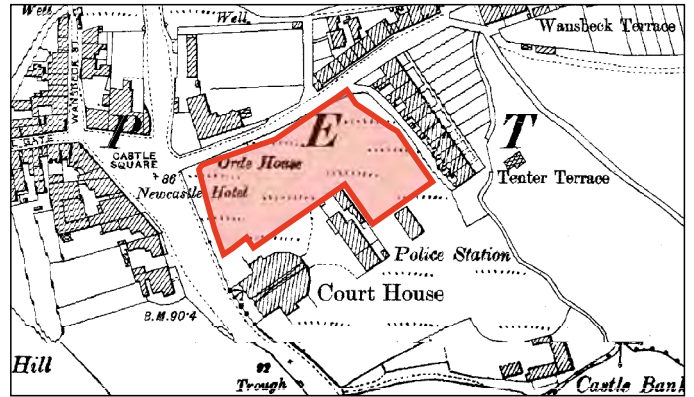 Well
Well
WANSBECK ST
Wansbeck Terrace
P
E
T
CASTLE
SQUARE
86
Orde House
Newcastle Hotel
Tenter Terrace
Police Station
Court House
B.M.90·4
Hill
92
Trough
Castle Bank